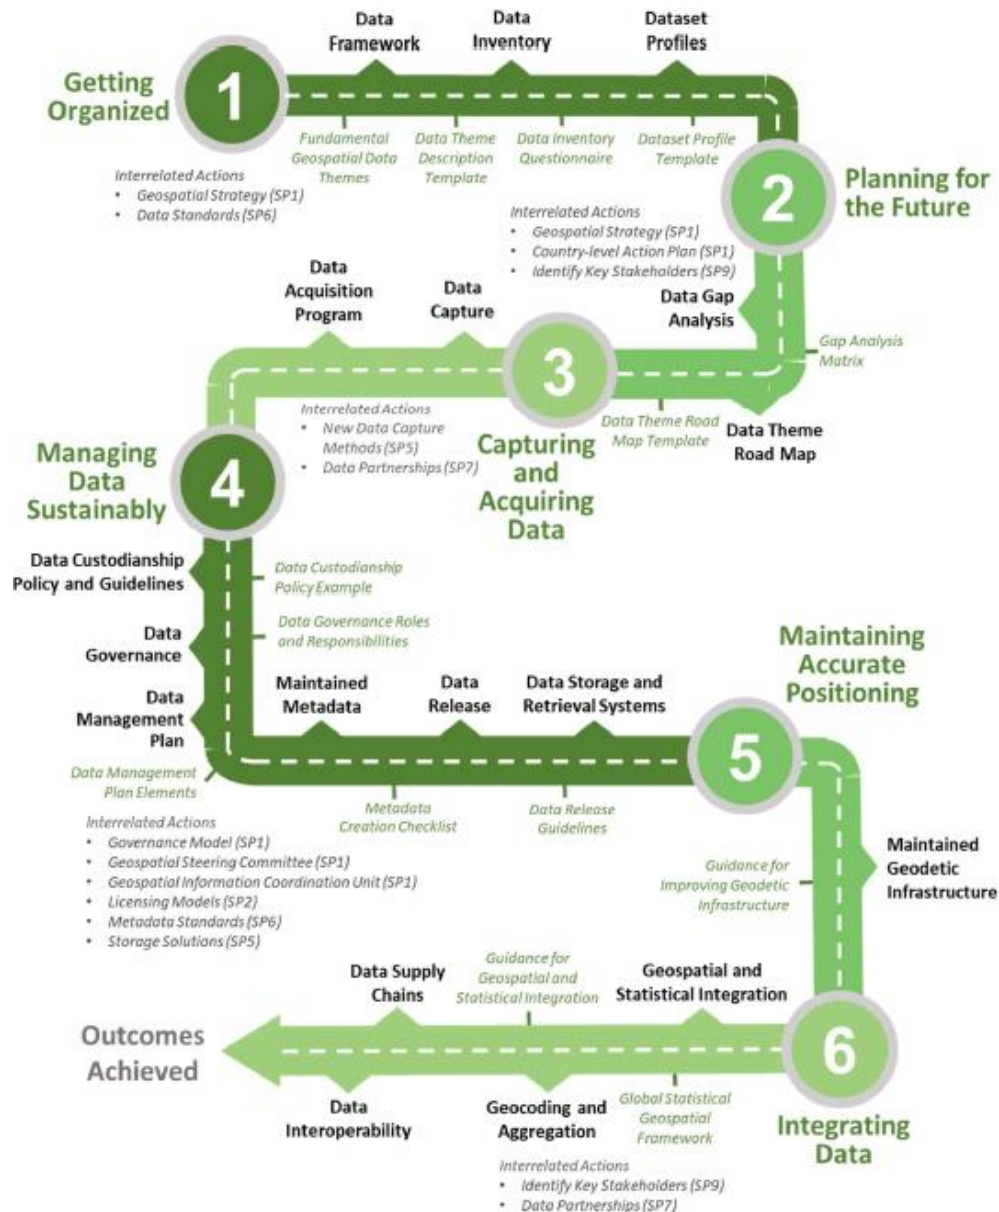 Data
Framework
Data
Inventory
Dataset
Profiles
Getting
Organized
1
Fundamental
Geospatial Data
Themes
Data Theme
Description
Template
Data Inventory
Questionnaire
Dataset Profile
Template
Interrelated Actions
• Geospatial Strategy (SP1)
• Data Standards (SP6)
2
Planning for
the Future
Interrelated Actions
• Geospatial Strategy (SP1)
• Country-level Action Plan (SP1)
• Identify Key Stakeholders (SP9)
Data Gap
Analysis
Gap Analysis
Matrix
Data Theme Road
Map Template
Data Theme
Road Map
3
Capturing
and
Acquiring
Data
Data
Capture
Data
Acquisition
Program
Interrelated Actions
• New Data Capture
Methods (SP5)
• Data Partnerships (SP7)
4
Managing
Data
Sustainably
Data Custodianship
Policy and Guidelines
Data Custodianship
Policy Example
Data
Governance
Data Governance Roles
and Responsibilities
Data
Management
Plan
Data Management
Plan Elements
Maintained
Metadata
Data
Release
Data Storage and
Retrieval Systems
Metadata
Creation Checklist
Data Release
Guidelines
Interrelated Actions
• Governance Model (SP1)
• Geospatial Steering Committee (SP1)
• Geospatial Information Coordination Unit (SP1)
• Licensing Models (SP2)
• Metadata Standards (SP6)
• Storage Solutions (SP5)
5
Maintaining
Accurate
Positioning
Maintained
Geodetic
Infrastructure
Guidance for
Improving Geodetic
Infrastructure
6
Integrating
Data
Geospatial and
Statistical Integration
Guidance for
Geospatial and
Statistical Integration
Data Supply
Chains
Global Statistical
Geospatial
Framework
Geocoding and
Aggregation
Data
Interoperability
Interrelated Actions
• Identify Key Stakeholders (SP9)
• Data Partnerships (SP7)
Outcomes
Achieved